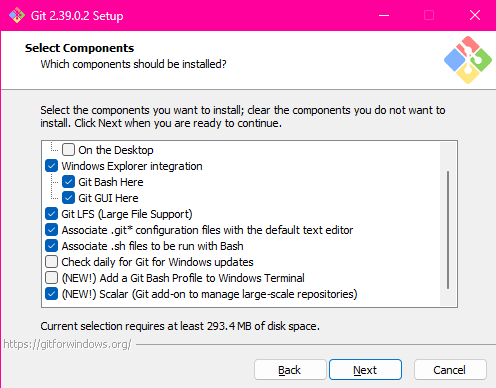 Git 2.39.0.2 Setup
Select Components
Which components should be installed?
Select the components you want to install; clear the components you do not want to
install. Click Next when you are ready to continue.
On the Desktop
Windows Explorer integration
Git Bash Here
Git GUI Here
Git LFS (Large File Support)
Associate .git* configuration files with the default text editor
Associate .sh files to be run with Bash
Check daily for Git for Windows updates
(NEW!) Add a Git Bash Profile to Windows Terminal
(NEW!) Scalar (Git add-on to manage large-scale repositories)
Current selection requires at least 293.4 MB of disk space.
https://gitforwindows.org/
Back
Next
Cancel